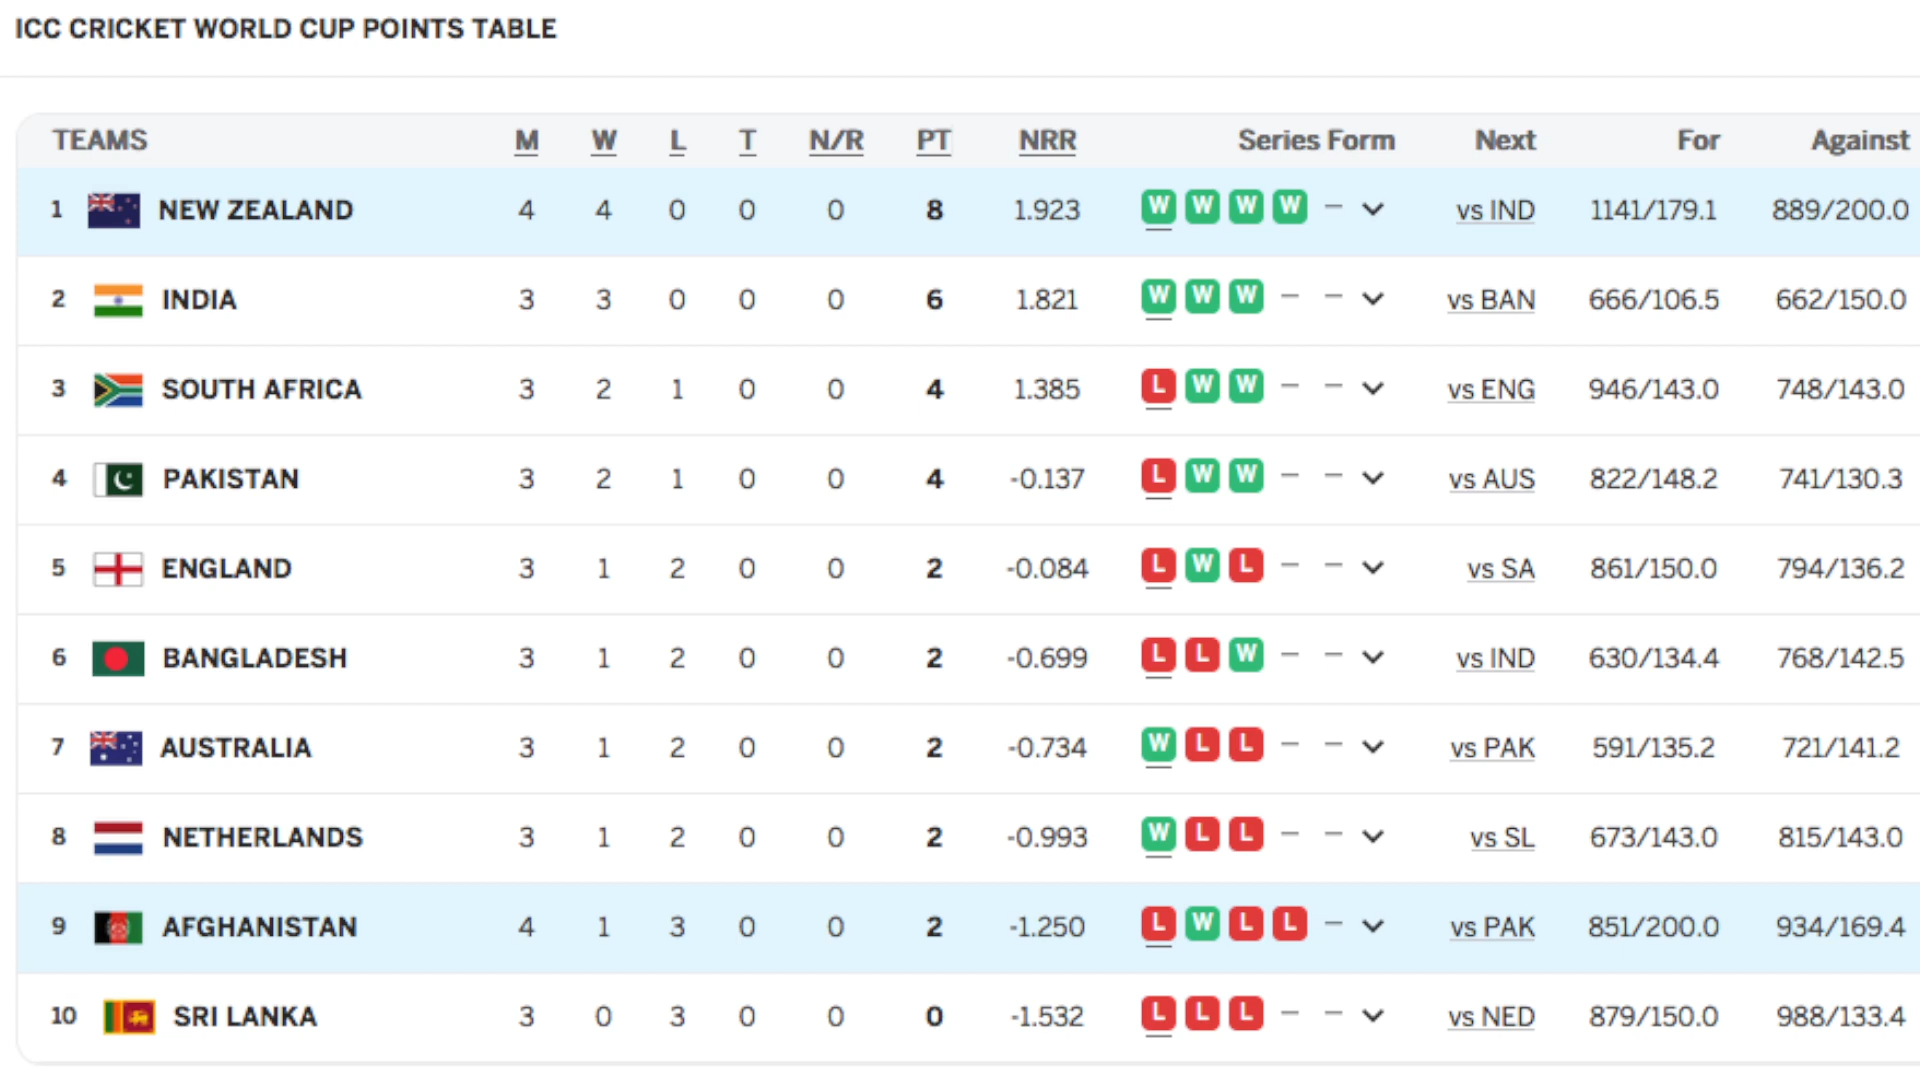 ICC CRICKET WORLD CUP POINTS TABLE
TEAMS M W L T N/R PT NRR Series Form Next For Against
1 NEW ZEALAND 4 4 0 0 0 8 1.923 W W W W – vs IND 1141/179.1 889/200.0
2 INDIA 3 3 0 0 0 6 1.821 W W W – – vs BAN 666/106.5 662/150.0
3 SOUTH AFRICA 3 2 1 0 0 4 1.385 L W W – – vs ENG 946/143.0 748/143.0
4 PAKISTAN 3 2 1 0 0 4 -0.137 L W W – – vs AUS 822/148.2 741/130.3
5 ENGLAND 3 1 2 0 0 2 -0.084 L W L – – vs SA 861/150.0 794/136.2
6 BANGLADESH 3 1 2 0 0 2 -0.699 L L W – – vs IND 630/134.4 768/142.5
7 AUSTRALIA 3 1 2 0 0 2 -0.734 W L L – – vs PAK 591/135.2 721/141.2
8 NETHERLANDS 3 1 2 0 0 2 -0.993 W L L – – vs SL 673/143.0 815/143.0
9 AFGHANISTAN 4 1 3 0 0 2 -1.250 L W L L – vs PAK 851/200.0 934/169.4
10 SRI LANKA 3 0 3 0 0 0 -1.532 L L L – – vs NED 879/150.0 988/133.4